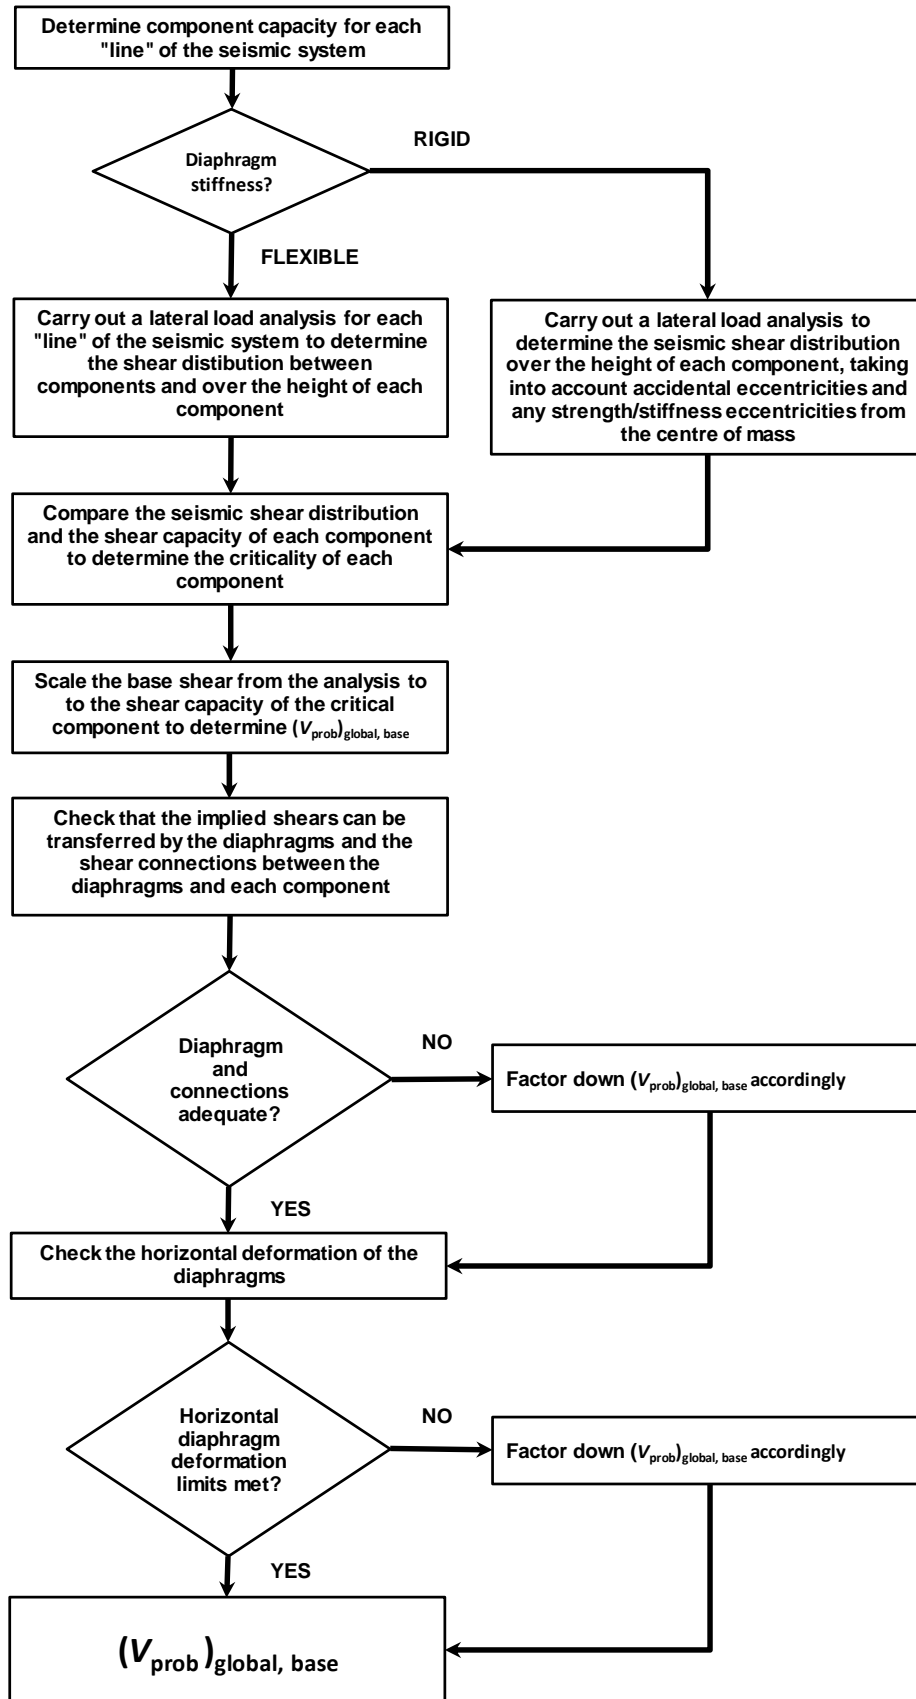 Determine component capacity for each
"line" of the seismic system
Diaphragm
stiffness?
RIGID
FLEXIBLE
Carry out a lateral load analysis for each
"line" of the seismic system to determine
the shear distibution between
components and over the height of each
component
Carry out a lateral load analysis to
determine the seismic shear distribution
over the height of each component, taking
into account accidental eccentricities and
any strength/stiffness eccentricities from
the centre of mass
Compare the seismic shear distribution
and the shear capacity of each component
to determine the criticality of each
component
Scale the base shear from the analysis to
to the shear capacity of the critical
component to determine (Vprob)global, base
Check that the implied shears can be
transferred by the diaphragms and the
shear connections between the
diaphragms and each component
Diaphragm
and
connections
adequate?
NO
Factor down (Vprob)global, base accordingly
YES
Check the horizontal deformation of the
diaphragms
Horizontal
diaphragm
deformation
limits met?
NO
Factor down (Vprob)global, base accordingly
YES
(Vprob)global, base